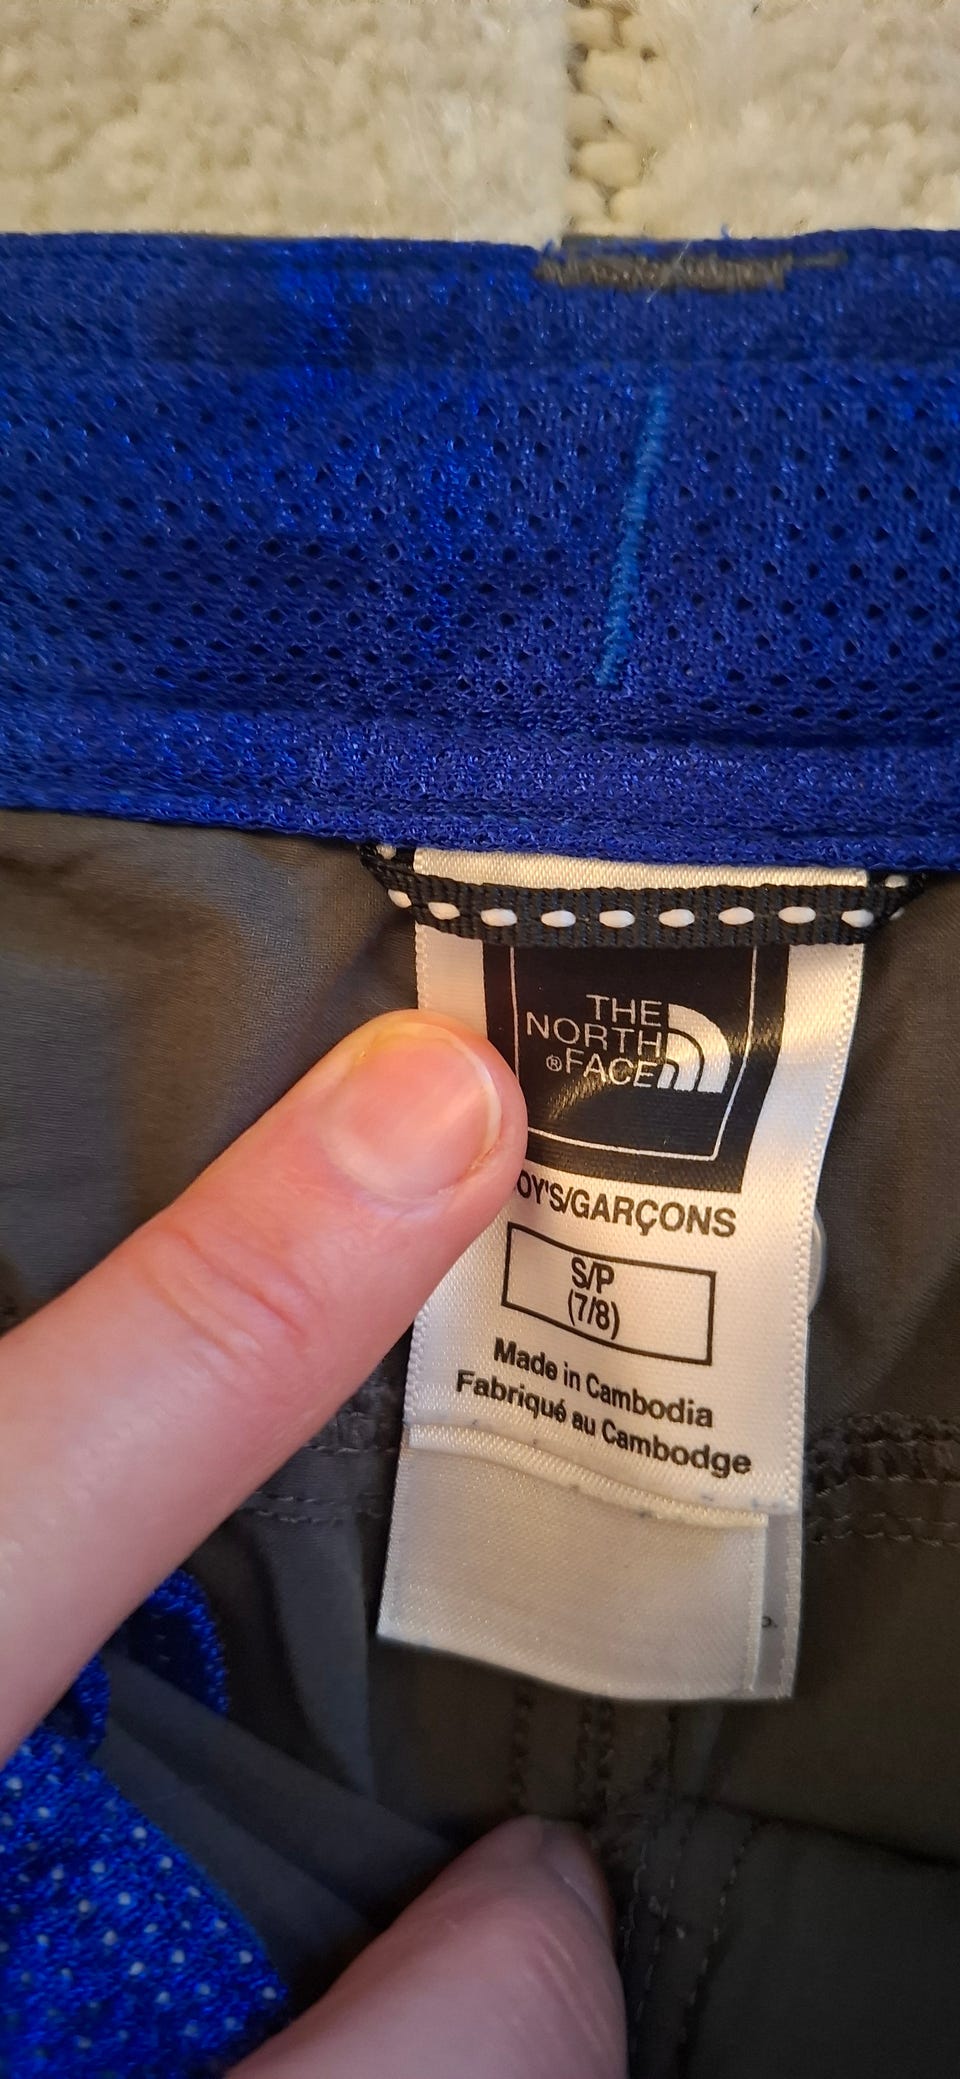 THE
NORTH
®FACE
OY'S/GARÇONS
S/P
(7/8)
Made in Cambodia
Fabriqué au Cambodge